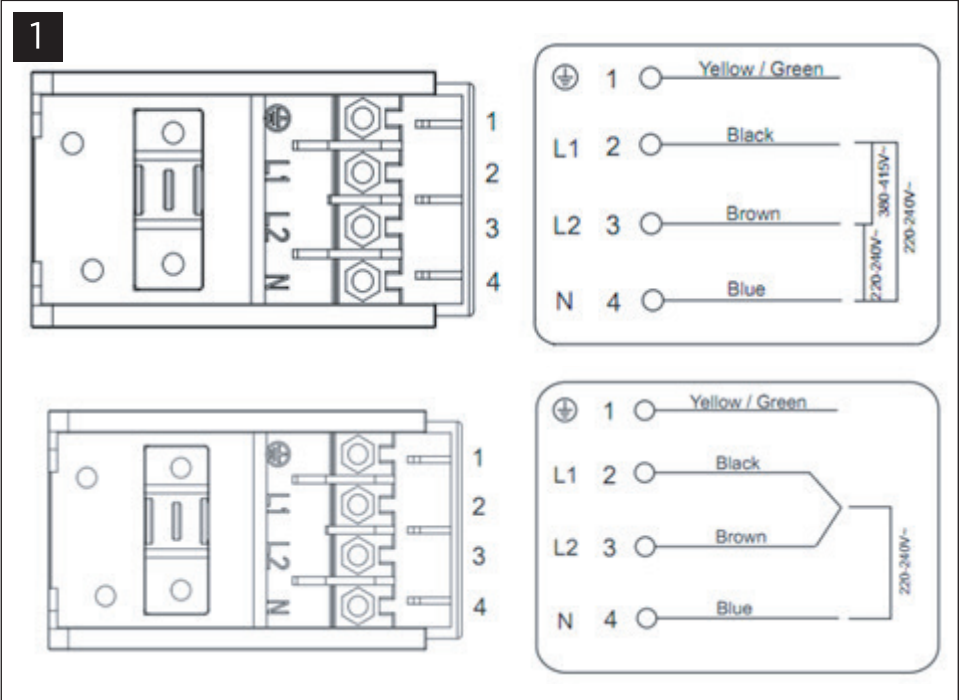 1
1
2
3
4
L1
L2
N
1 Yellow / Green
L1 2 Black
L2 3 Brown
N 4 Blue
380-415V~
220-240V~
220-240V~
1
2
3
4
L1
L2
N
1 Yellow / Green
L1 2 Black
L2 3 Brown
N 4 Blue
220-240V~